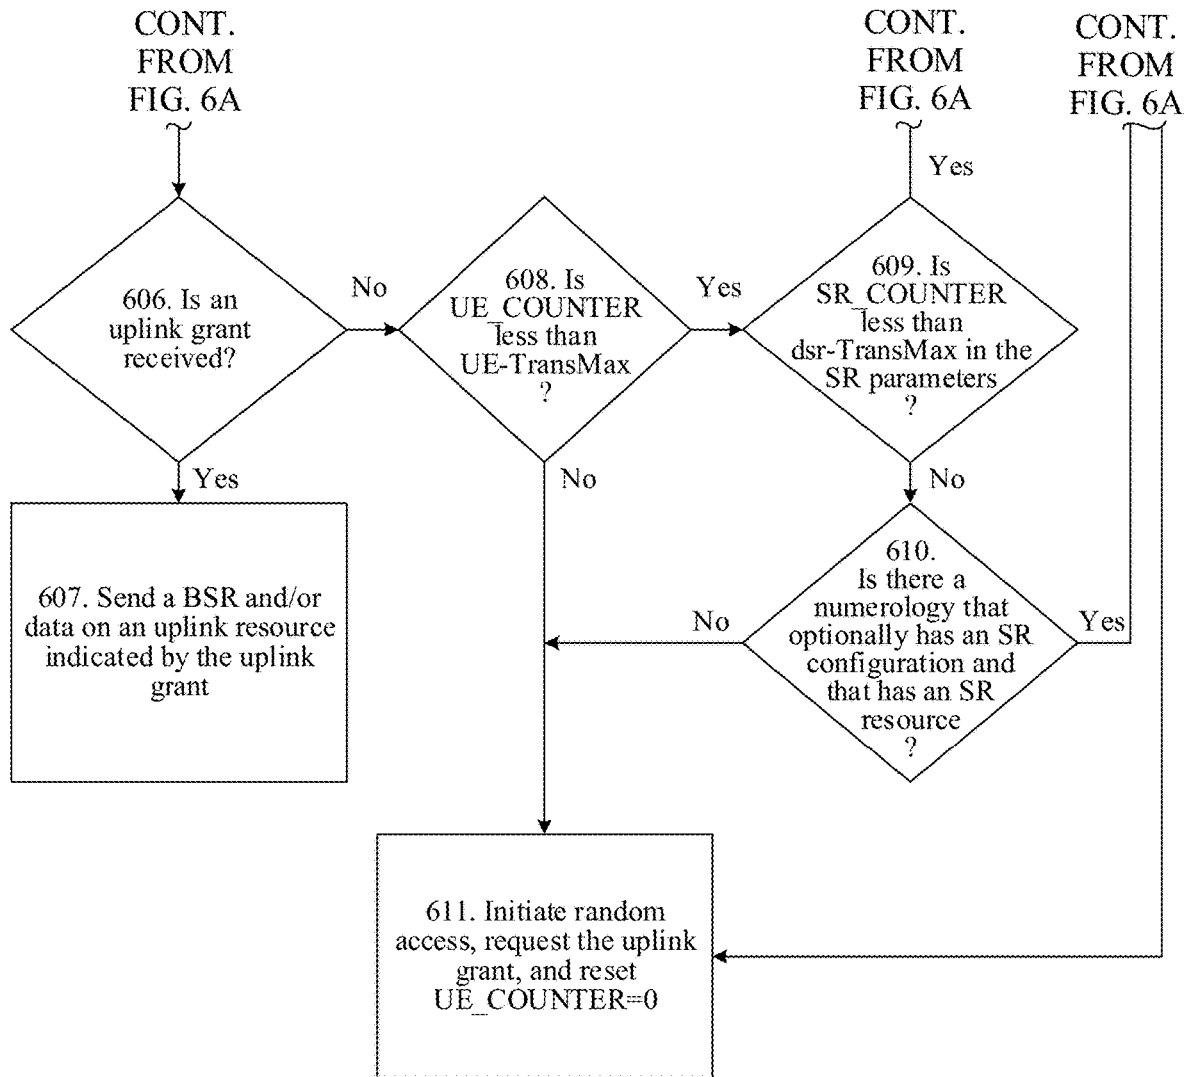 CONT.
FROM
FIG. 6A
CONT.
FROM
FIG. 6A
CONT.
FROM
FIG. 6A
Yes
606. Is an
uplink grant
received?
No
608. Is
UE_COUNTER
less than
UE-TransMax
?
Yes
609. Is
SR_COUNTER
less than
dsr-TransMax in the
SR parameters
?
Yes
No
No
607. Send a BSR and/or
data on an uplink resource
indicated by the uplink
grant
610.
Is there a
numerology that
optionally has an SR
configuration and
that has an SR
resource
?
No
Yes
611. Initiate random
access, request the uplink
grant, and reset
UE_COUNTER=0